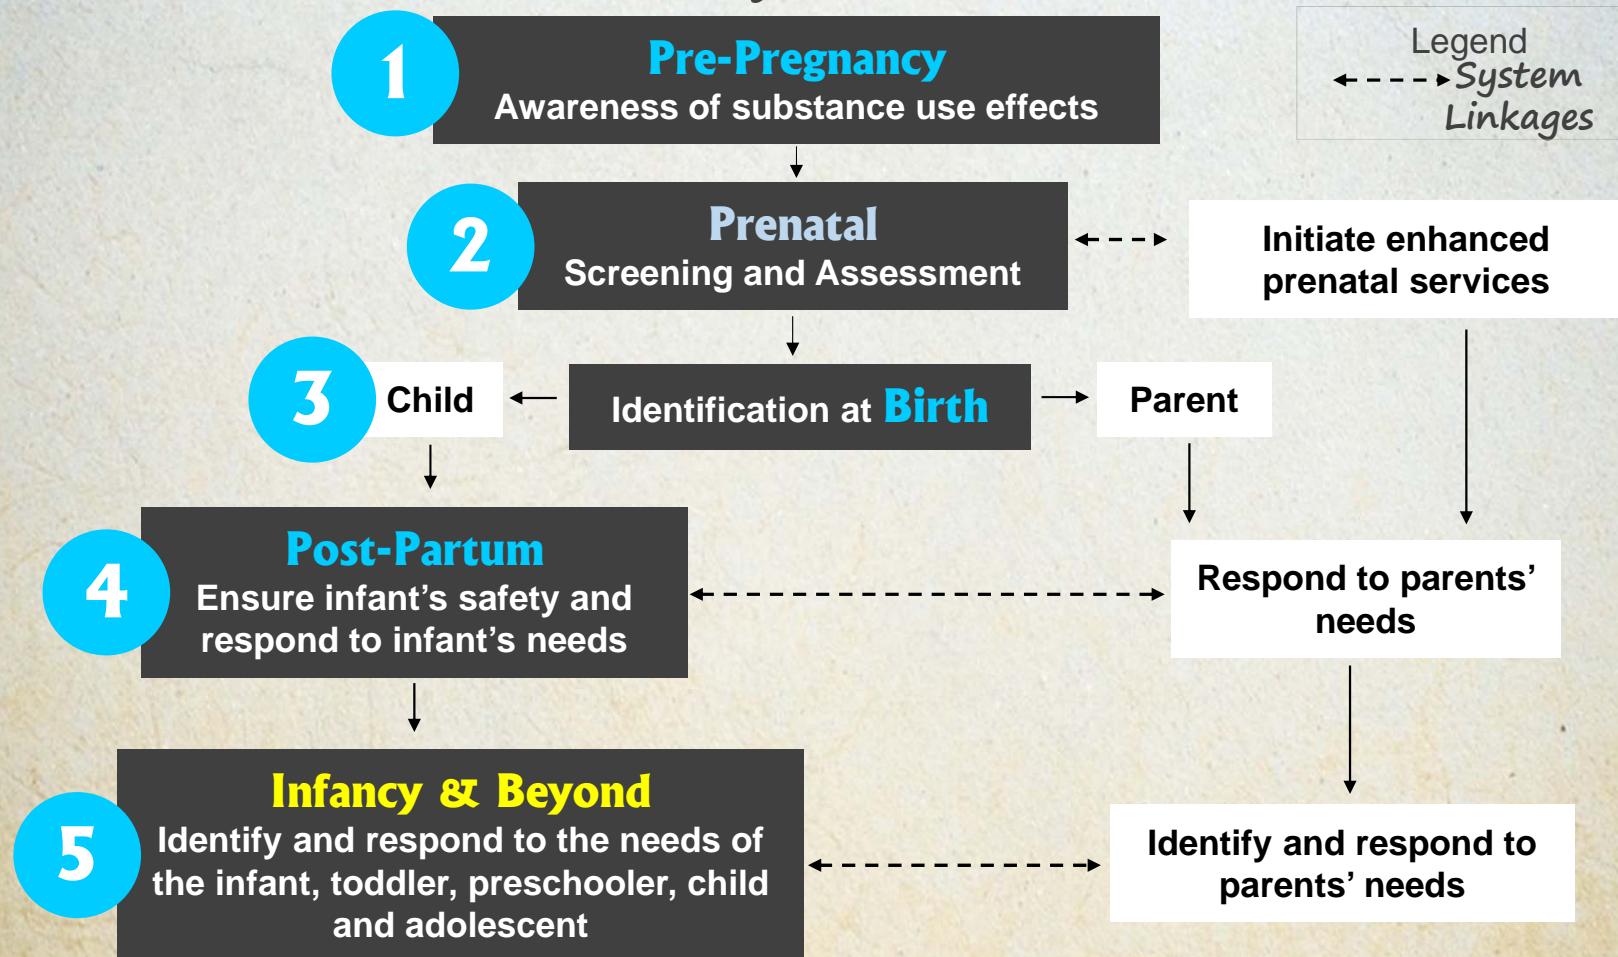 1
Pre-Pregnancy
Awareness of substance use effects
Legend
System
Linkages
2
Prenatal
Screening and Assessment
Initiate enhanced
prenatal services
3
Child
Identification at Birth
Parent
4
Post-Partum
Ensure infant’s safety and
respond to infant’s needs
Respond to parents’
needs
5
Infancy & Beyond
Identify and respond to the needs of
the infant, toddler, preschooler, child
and adolescent
Identify and respond to
parents’ needs